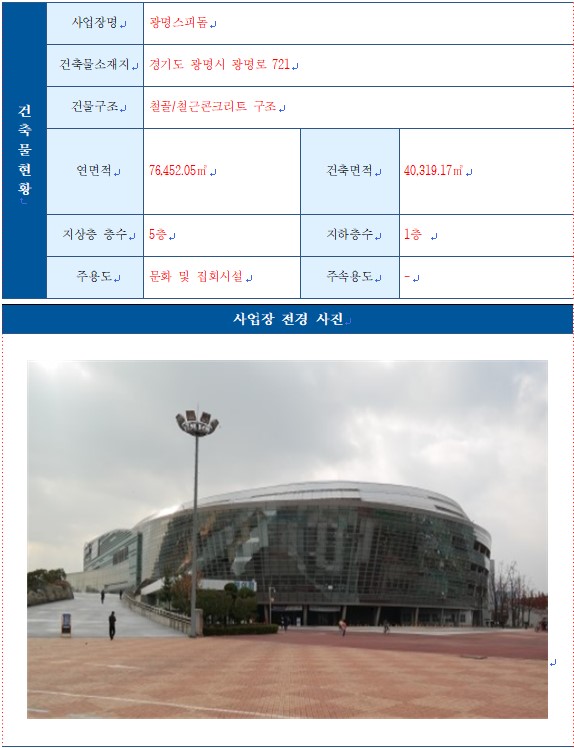 건축물현황
사업장명 광명스피돔
건축물소재지 경기도 광명시 광명로 721
건물구조 철골/철근콘크리트 구조
연면적 76,452.05㎡ 건축면적 40,319.17㎡
지상층 층수 5층 지하층수 1층
주용도 문화 및 집회시설 주속용도 -
사업장 전경 사진